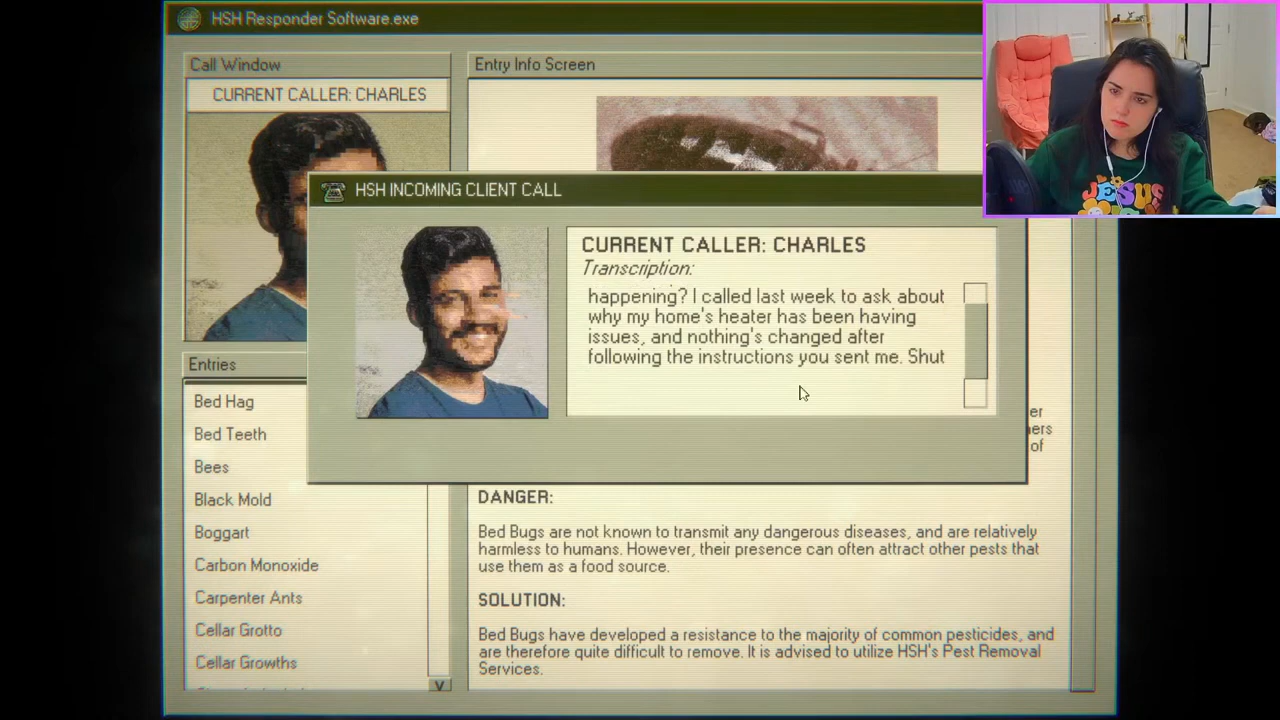 HSH Responder Software.exe
Call Window
CURRENT CALLER: CHARLES
Entry Info Screen
HSH INCOMING CLIENT CALL
CURRENT CALLER: CHARLES
Transcription:
happening? I called last week to ask about
why my home's heater has been having
issues, and nothing's changed after
following the instructions you sent me. Shut
Entries
Bed Hag
Bed Teeth
Bees
Black Mold
Boggart
Carbon Monoxide
Carpenter Ants
Cellar Grotto
Cellar Growths
of
DANGER:
Bed Bugs are not known to transmit any dangerous diseases, and are relatively
harmless to humans. However, their presence can often attract other pests that
use them as a food source.
SOLUTION:
Bed Bugs have developed a resistance to the majority of common pesticides, and
are therefore quite difficult to remove. It is advised to utilize HSH's Pest Removal
Services.
V
JESUS